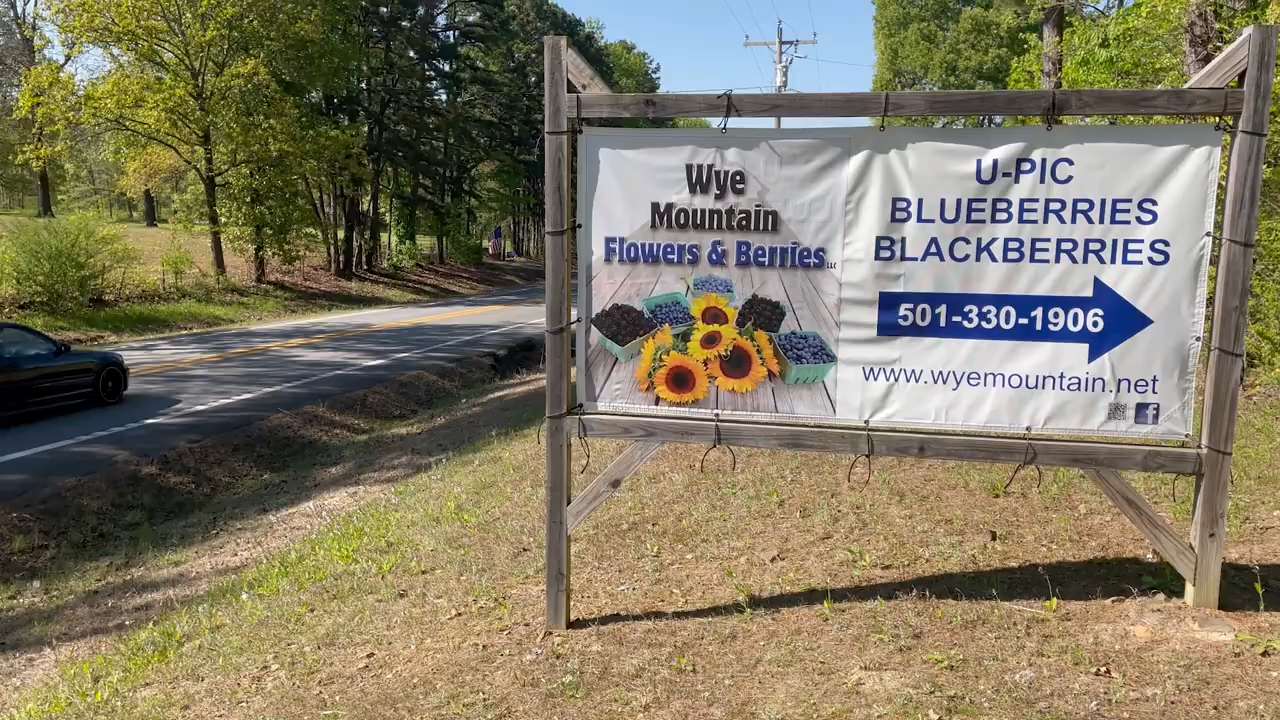 Wye
Mountain
Flowers & Berries LLC
U-PIC
BLUEBERRIES
BLACKBERRIES
501-330-1906
www.wyemountain.net
f